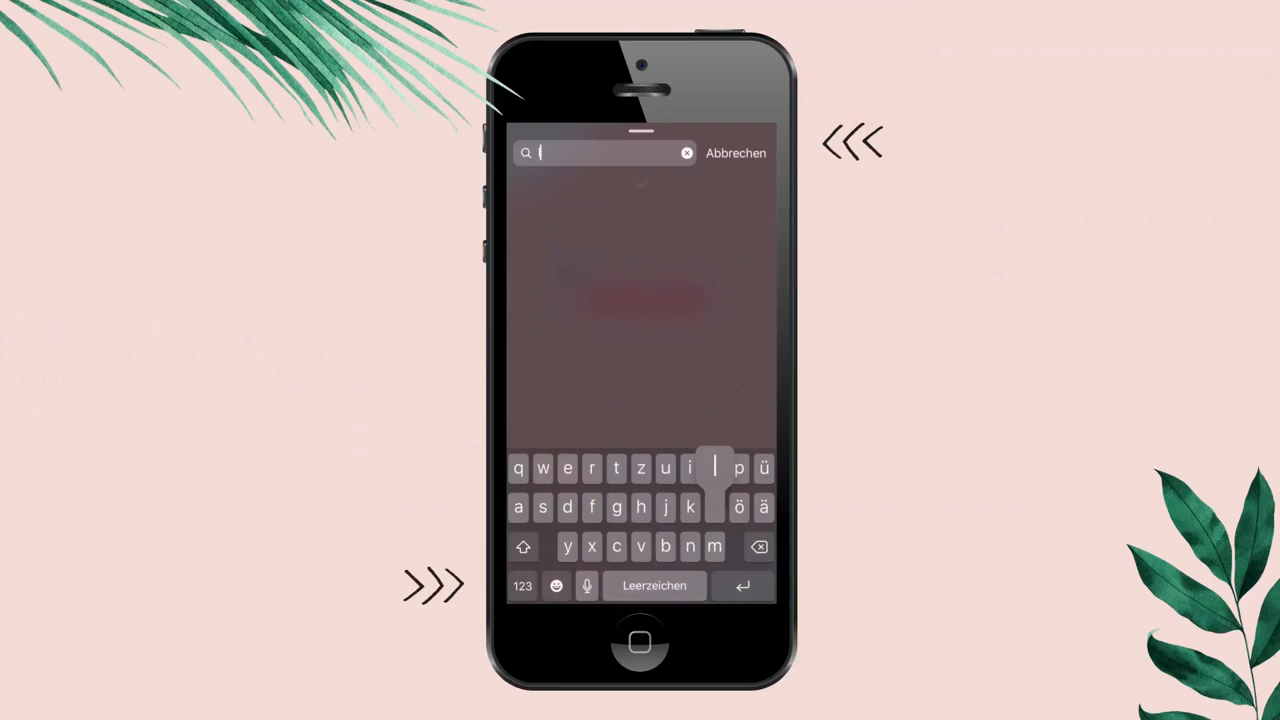 l
Abbrechen
q w e r t z u i l p ü
a s d f g h j k ö ä
y x c v b n m
123 Leerzeichen